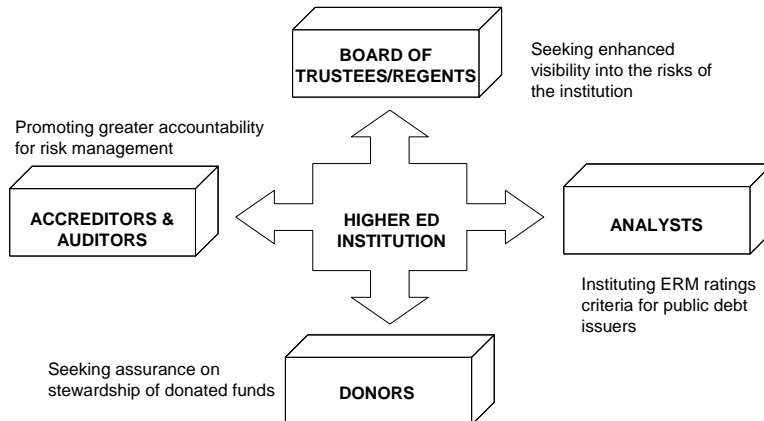 BOARD OF
TRUSTEES/REGENTS
Seeking enhanced
visibility into the risks of
the institution
Promoting greater accountability
for risk management
ACCREDITORS &
AUDITORS
HIGHER ED
INSTITUTION
ANALYSTS
Instituting ERM ratings
criteria for public debt
issuers
Seeking assurance on
stewardship of donated funds
DONORS